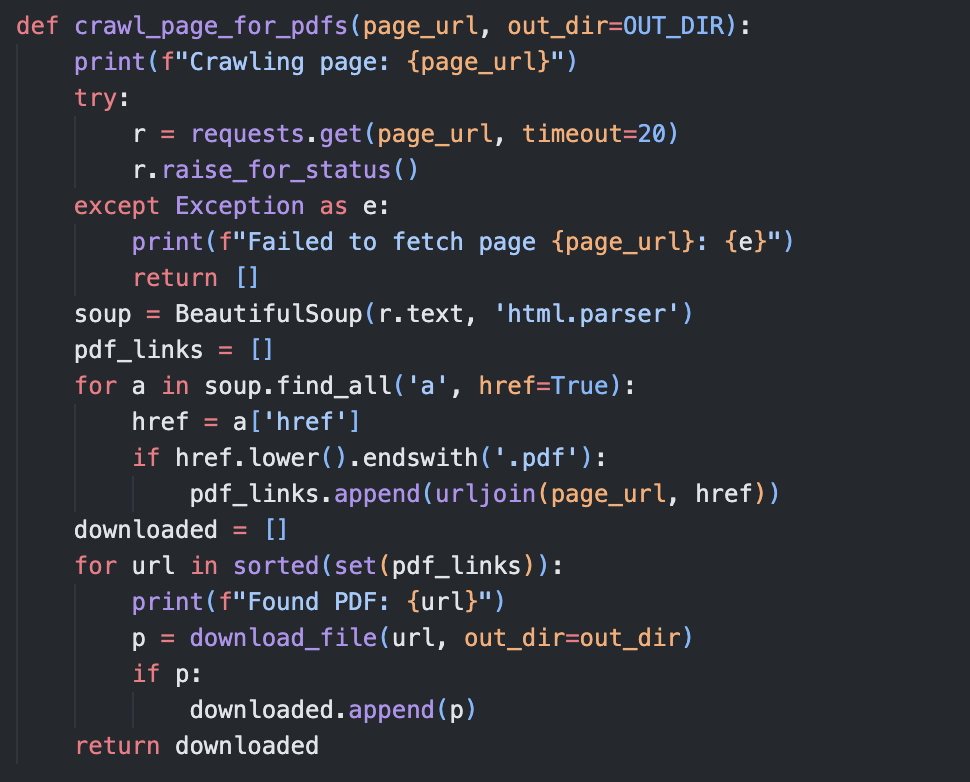 def crawl_page_for_pdfs(page_url, out_dir=OUT_DIR):
    print(f"Crawling page: {page_url}")
    try:
        r = requests.get(page_url, timeout=20)
        r.raise_for_status()
    except Exception as e:
        print(f"Failed to fetch page {page_url}: {e}")
        return []
    soup = BeautifulSoup(r.text, 'html.parser')
    pdf_links = []
    for a in soup.find_all('a', href=True):
        href = a['href']
        if href.lower().endswith('.pdf'):
            pdf_links.append(urljoin(page_url, href))
    downloaded = []
    for url in sorted(set(pdf_links)):
        print(f"Found PDF: {url}")
        p = download_file(url, out_dir=out_dir)
        if p:
            downloaded.append(p)
    return downloaded